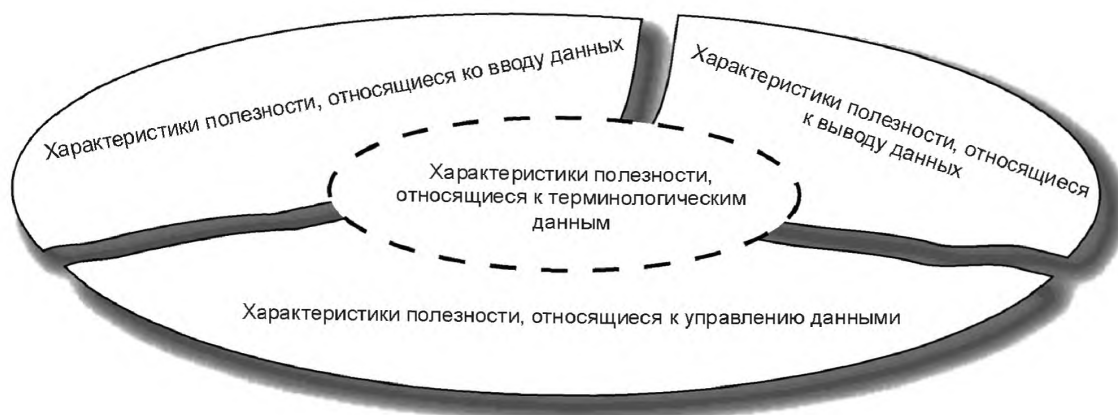 Характеристики полезности, относящиеся ко вводу данных
Характеристики полезности, относящиеся
к выводу данных
Характеристики полезности,
относящиеся к терминологическим
данным
Характеристики полезности, относящиеся к управлению данными